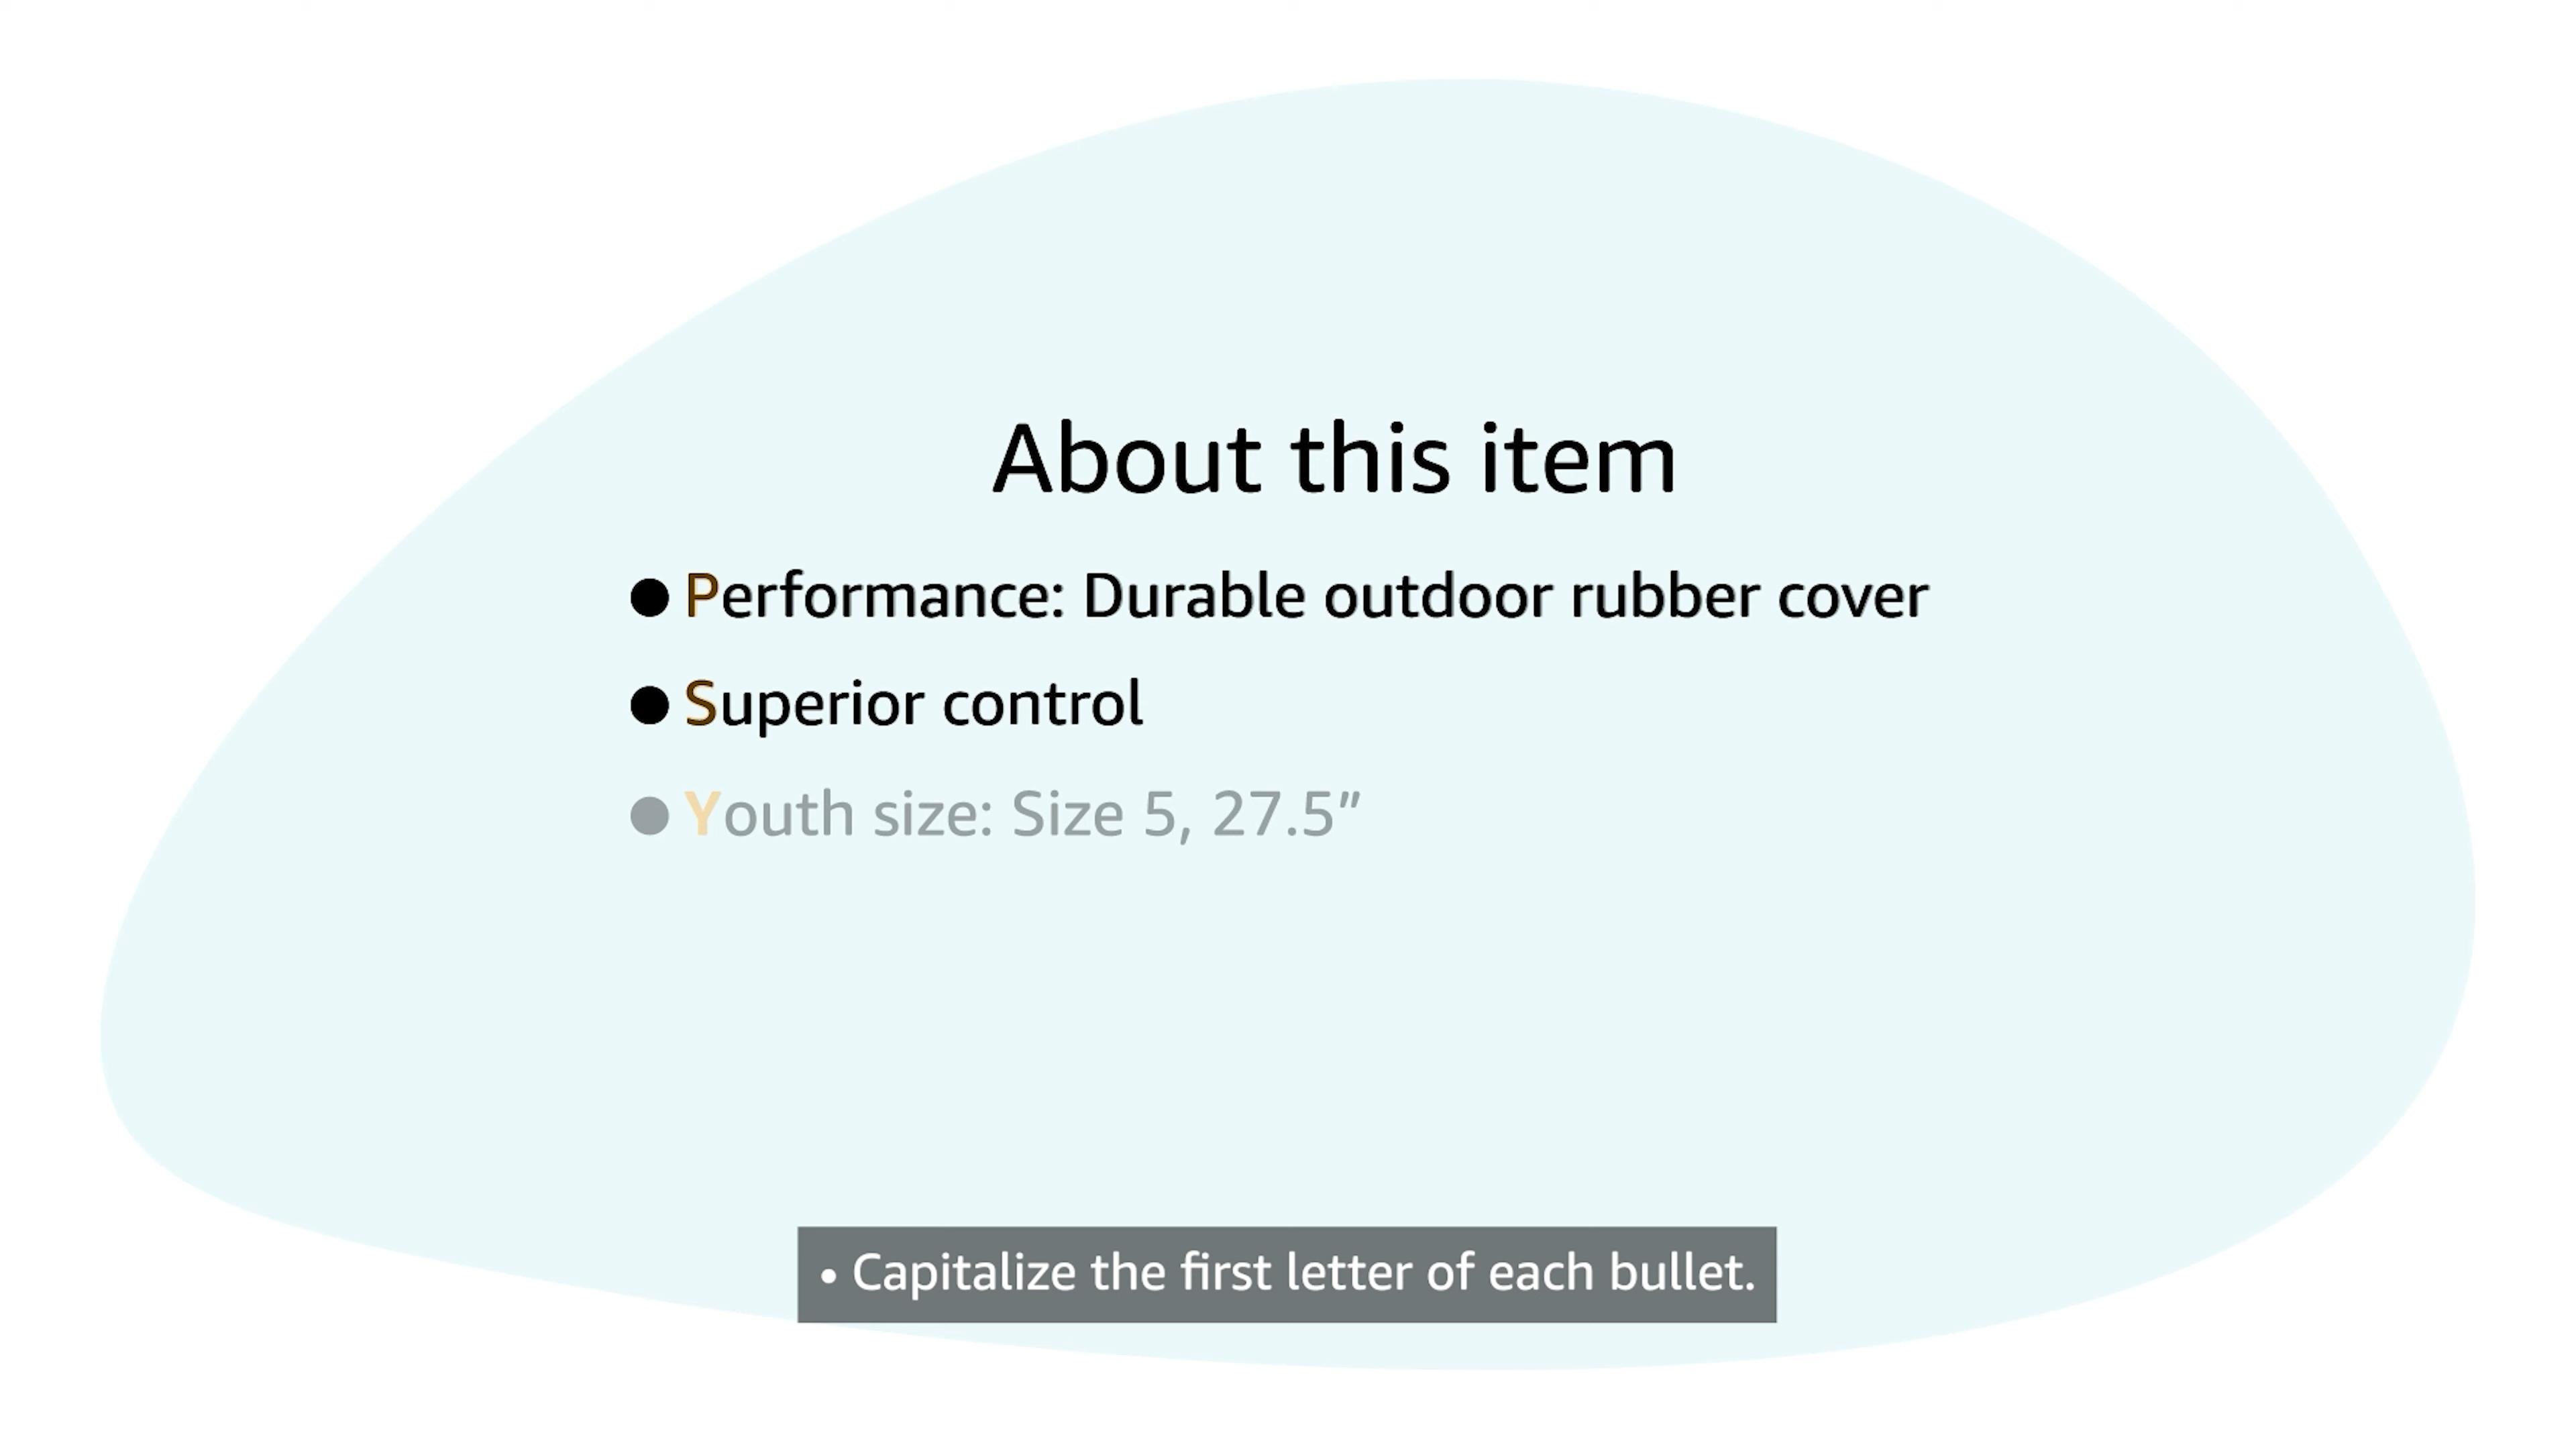 About this item
● Performance: Durable outdoor rubber cover
● Superior control
● Youth size: Size 5, 27.5″
• Capitalize the first letter of each bullet.